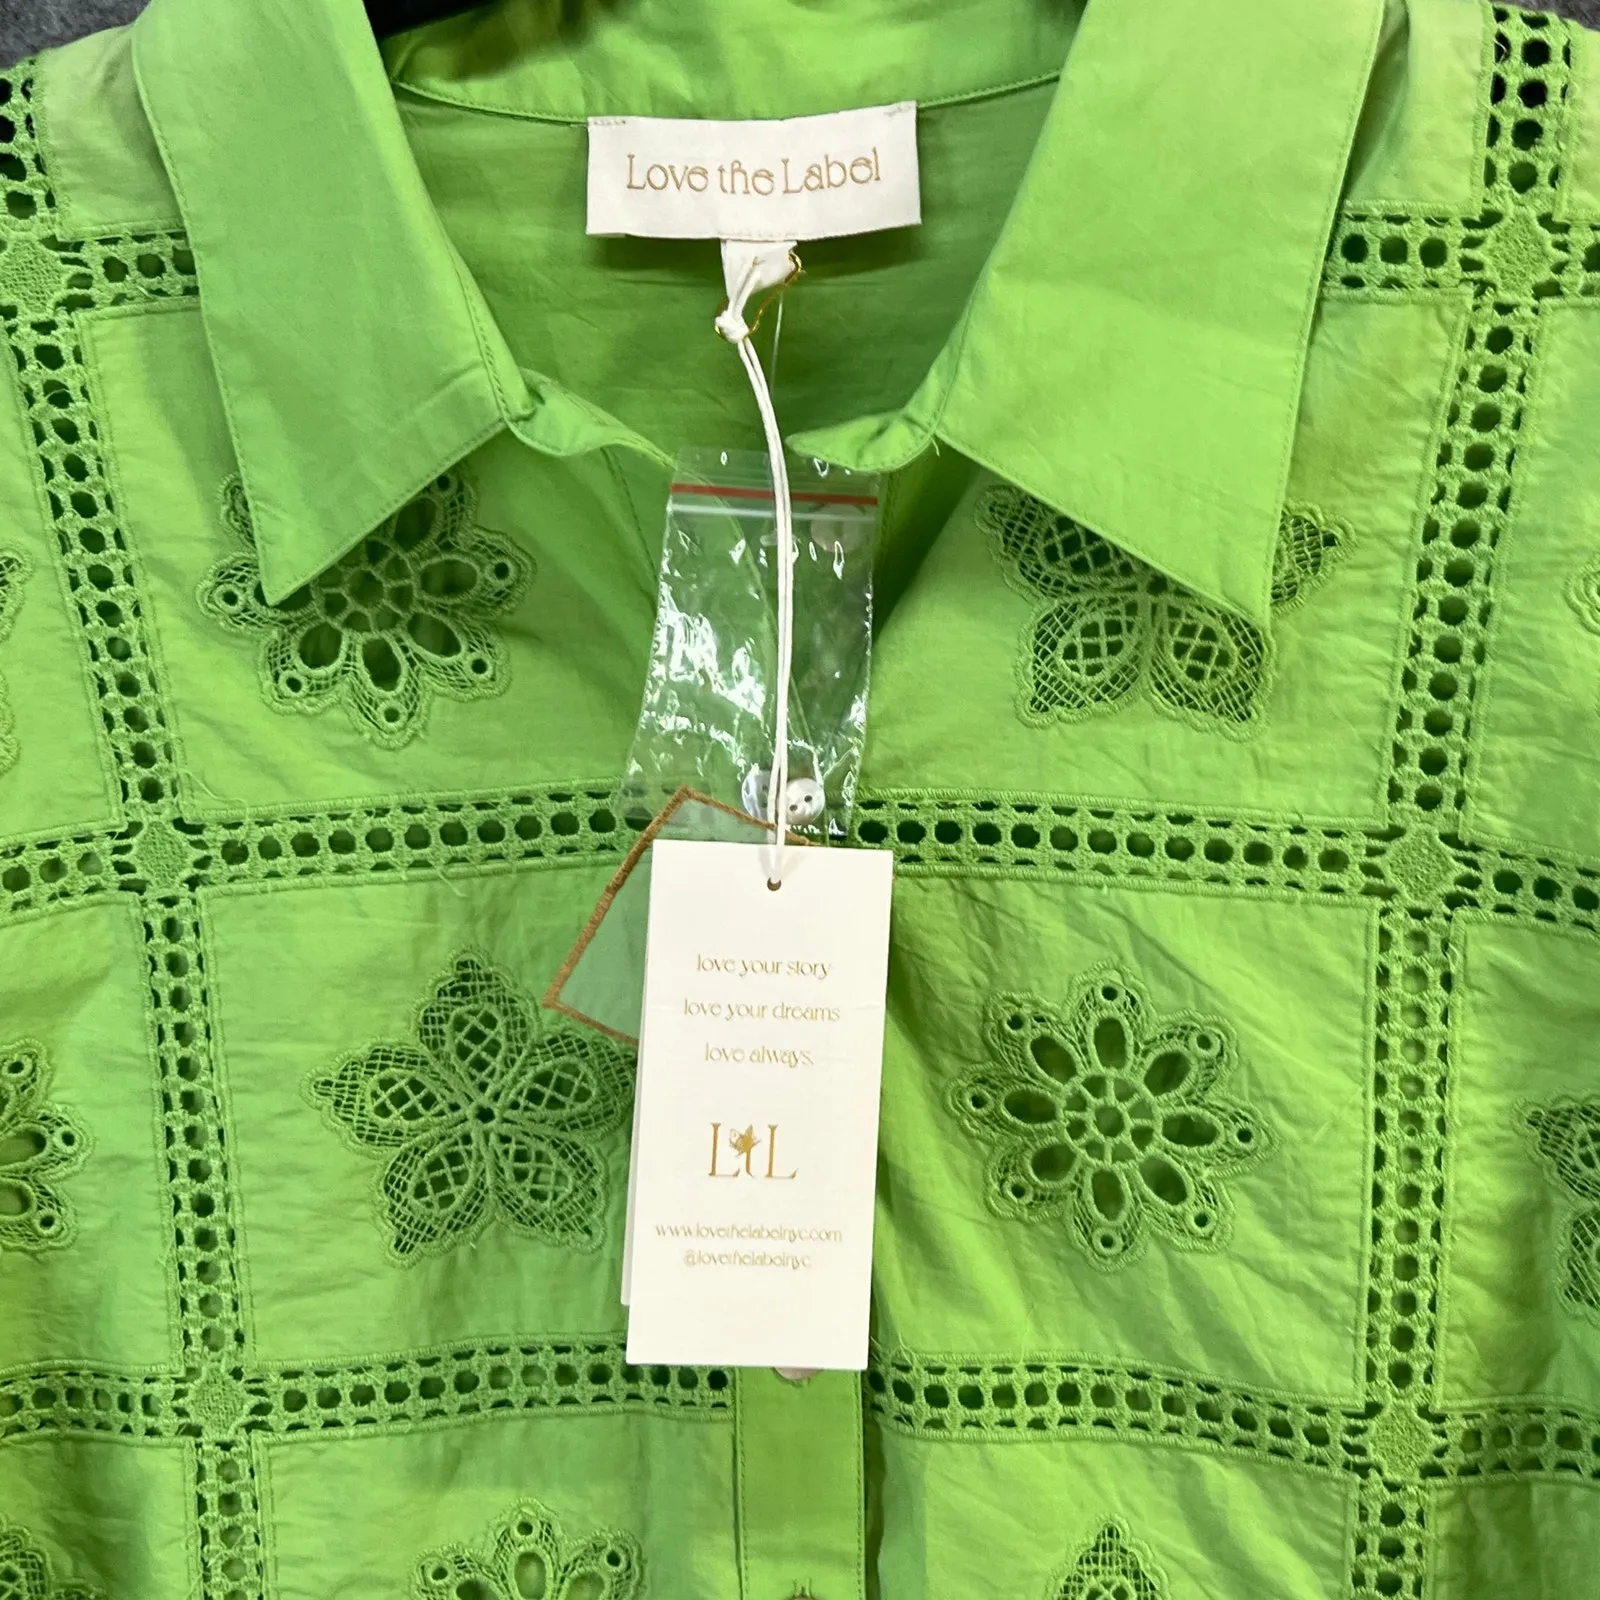 Love the Label
love your story
love your dreams
love always.
LtL
www.lovethelabelnyc.com
@lovethelabelnyc